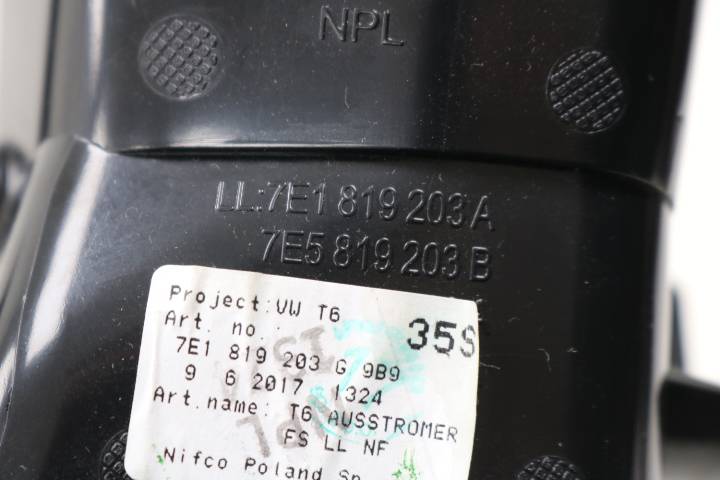 NPL
LL:7E1 819 203A
7E5 819 203 B
Project:VW T6
Art. no.: 35S
7E1 819 203 G 9B9
9 6 2017 1324
Art.name: T6 AUSSTROMER
FS LL NF
Nifco Poland Sp